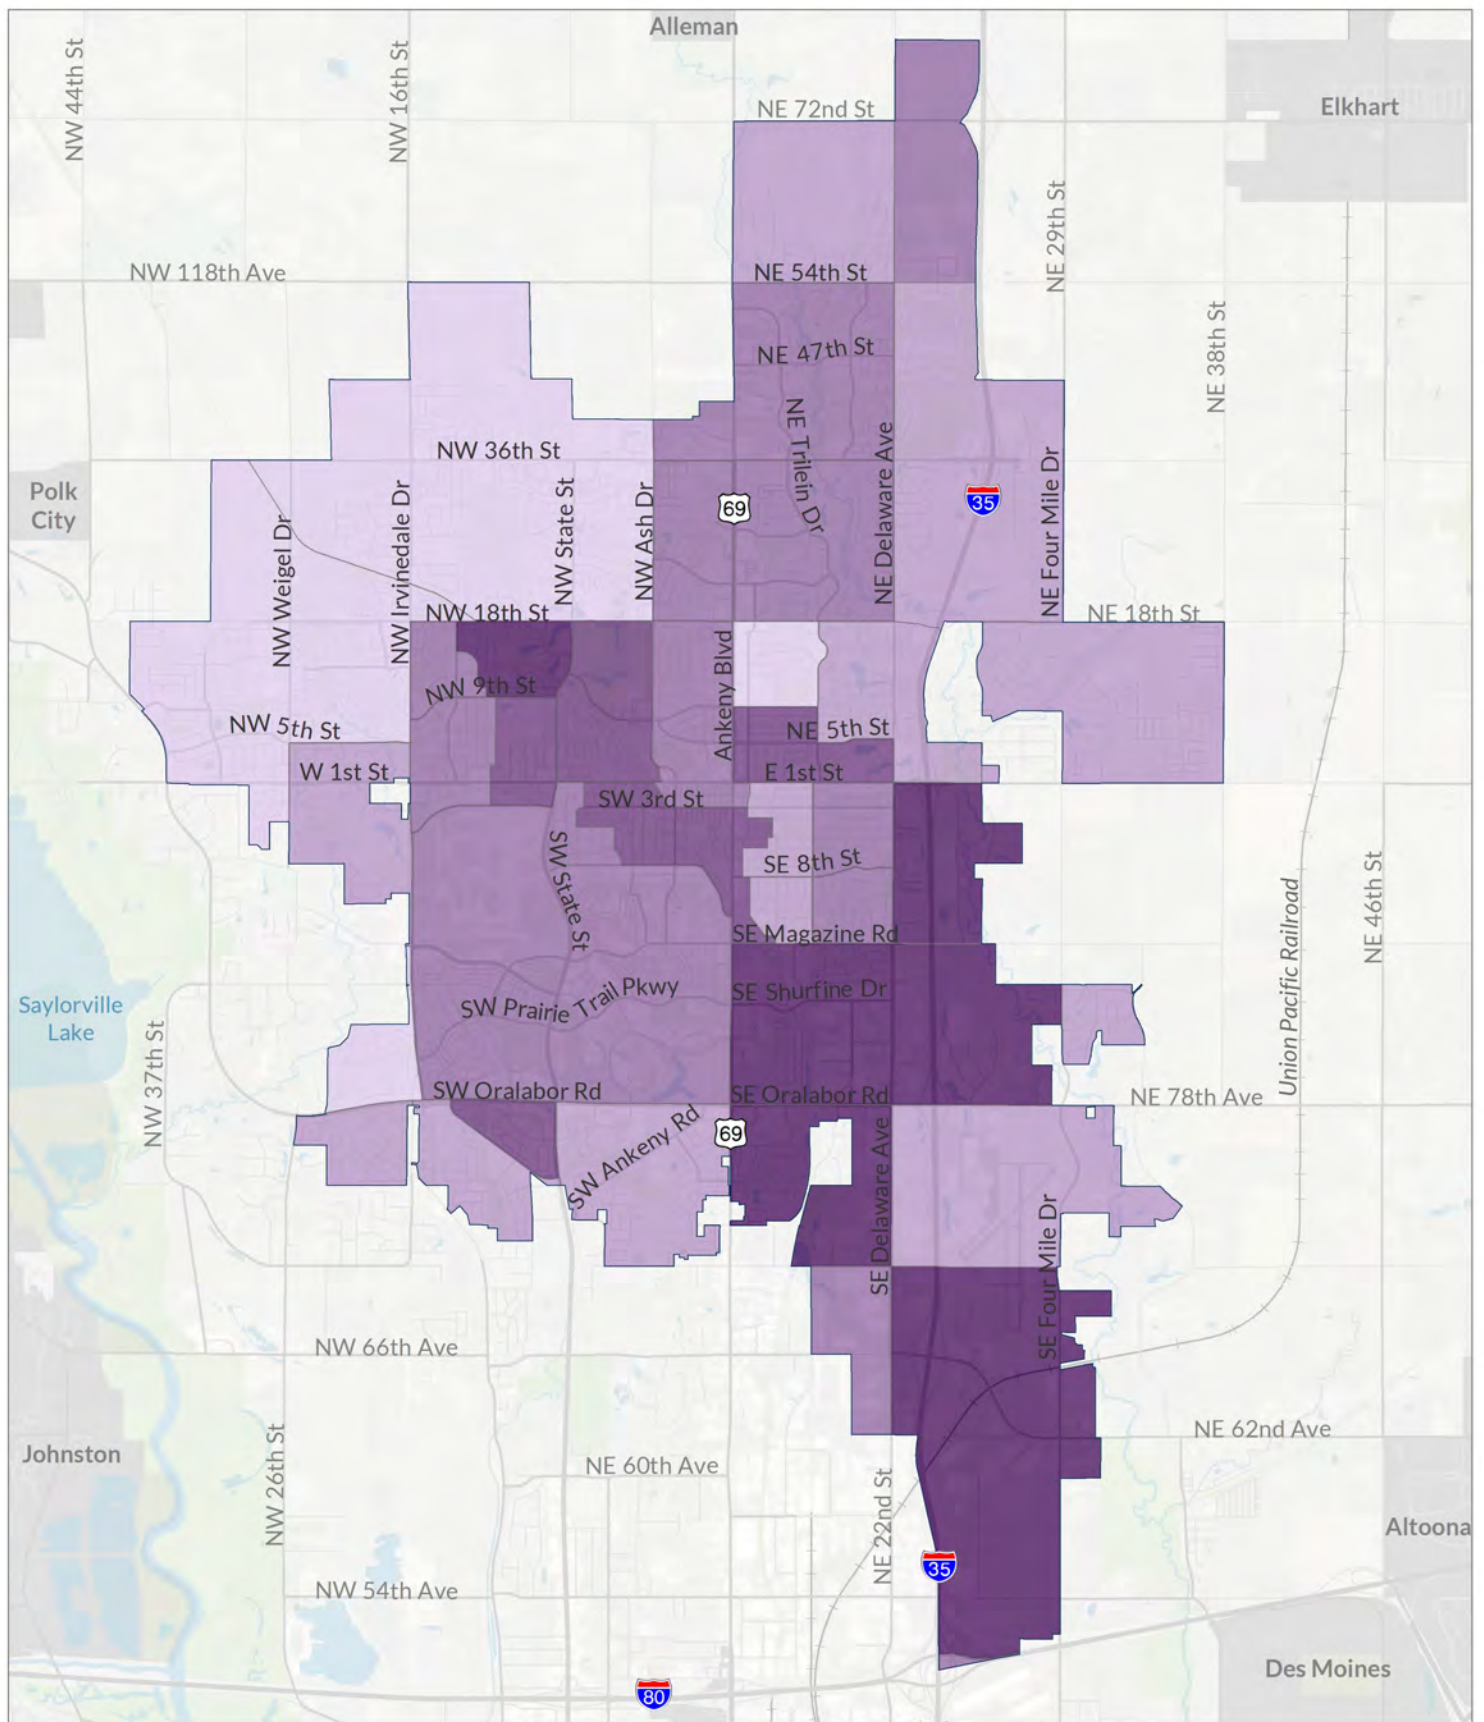 Alleman
NW 44th St
NW 16th St
NE 72nd St
Elkhart
NE 29th St
NW 118th Ave
NE 54th St
NE 38th St
NE 47th St
NW 36th St
NE Trilein Dr
NE Delaware Ave
NE Four Mile Dr
Polk
City
69
35
NW Weigel Dr
NW Irvinedale Dr
NW State St
NW Ash Dr
NW 18th St
NE 18th St
Ankeny Blvd
NW 9th St
NW 5th St
NE 5th St
W 1st St
E 1st St
SW 3rd St
SW State St
SE 8th St
NE 46th St
Union Pacific Railroad
SE Magazine Rd
SW Prairie Trail Pkwy
SE Shurfine Dr
Saylorville
Lake
NW 37th St
SW Oralabor Rd
SE Oralabor Rd
NE 78th Ave
69
SW Ankeny Rd
SE Delaware Ave
SE Four Mile Dr
NW 66th Ave
NE 62nd Ave
Johnston
NW 26th St
NE 60th Ave
NE 22nd St
Altoona
35
NW 54th Ave
Des Moines
80